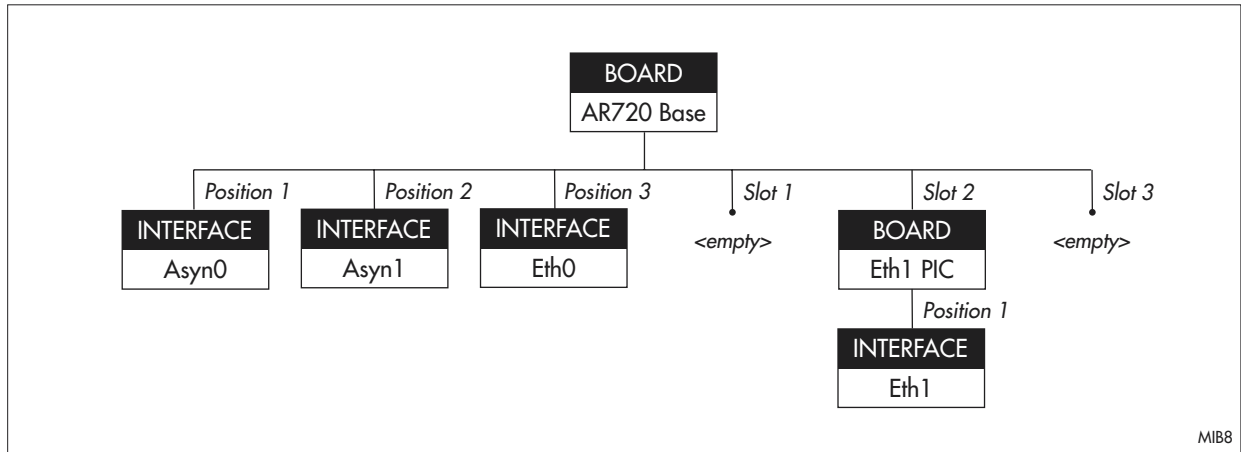 BOARD
AR720 Base
Position 1
Position 2
Position 3
Slot 1
Slot 2
Slot 3
INTERFACE
Asyn0
INTERFACE
Asyn1
INTERFACE
Eth0
<empty>
BOARD
Eth1 PIC
<empty>
Position 1
INTERFACE
Eth1
MIB8